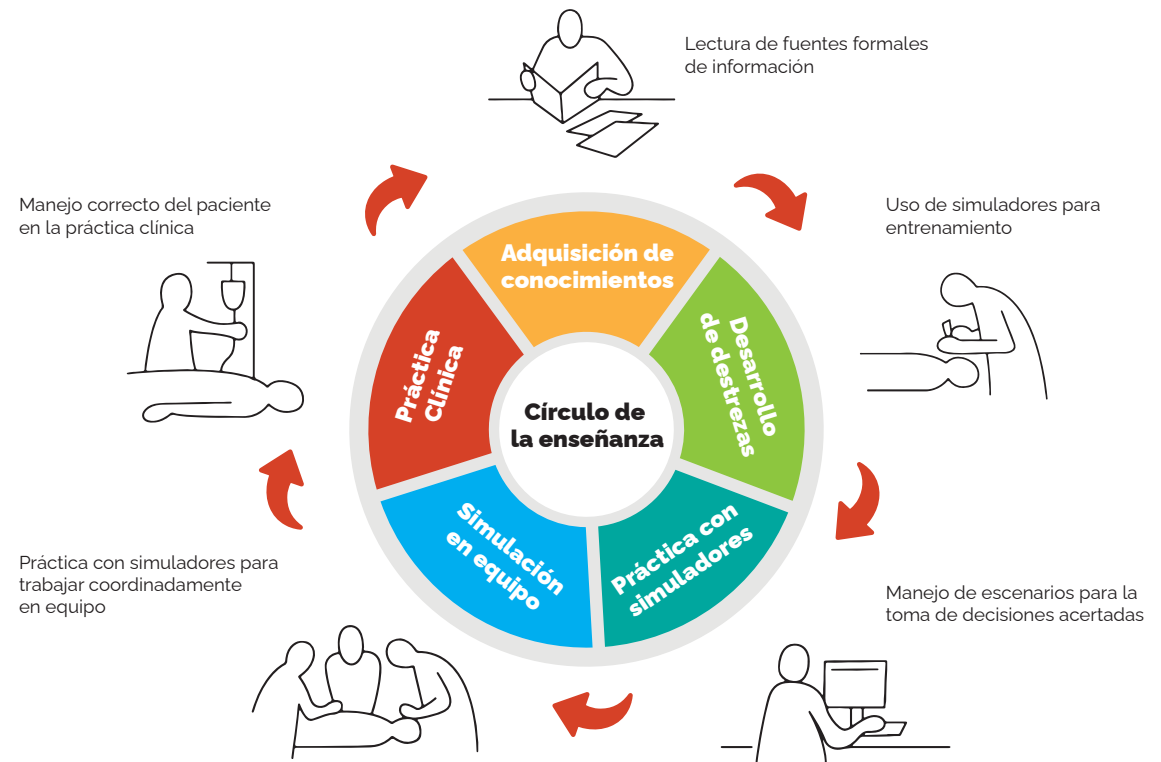 Lectura de fuentes formales
de información
Manejo correcto del paciente
en la práctica clínica
Uso de simuladores para
entrenamiento
Adquisición de
conocimientos
Desarrollo
de destrezas
Práctica
Clínica
Círculo de
la enseñanza
Simulación
en equipo
Práctica con
simuladores
Práctica con simuladores para
trabajar coordinadamente
en equipo
Manejo de escenarios para la
toma de decisiones acertadas